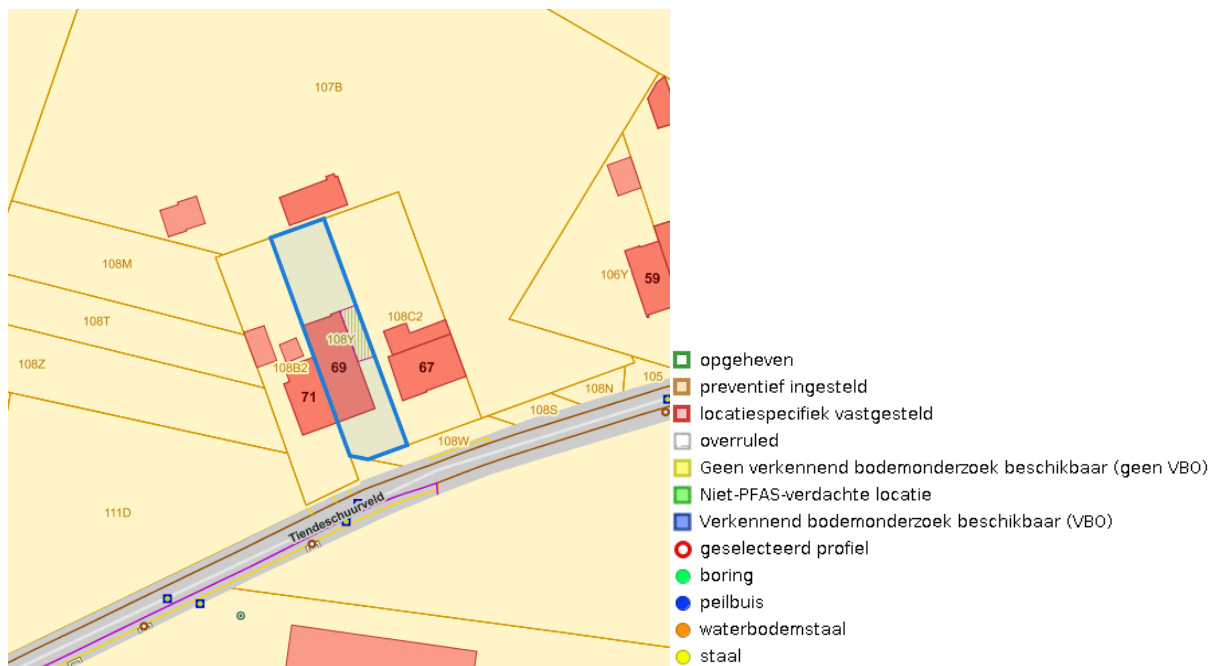 107B
108M
106Y
59
108T
108C2
108Y
108Z
108B2
69
67
71
105
108N
108S
108W
111D
Tiendeschuurveld
opgeheven
preventief ingesteld
locatiespecifiek vastgesteld
overruled
Geen verkennend bodemonderzoek beschikbaar (geen VBO)
Niet-PFAS-verdachte locatie
Verkennend bodemonderzoek beschikbaar (VBO)
geselecteerd profiel
boring
peilbuis
waterbodemstaal
staal